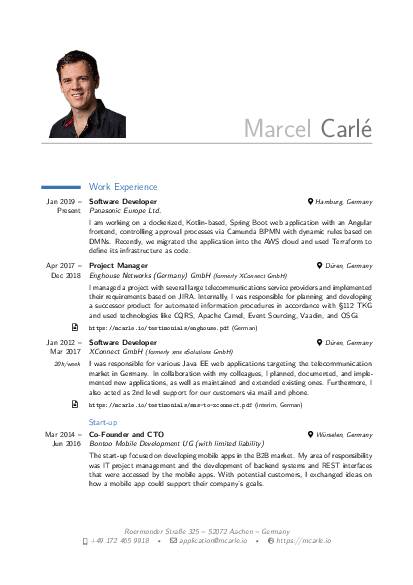 Marcel Carlé
Work Experience
Jan 2019 – Software Developer Hamburg, Germany
Present Panasonic Europe Ltd.
I am working on a dockerized, Kotlin-based, Spring Boot web application with an Angular
frontend, controlling approval processes via Camunda BPMN with dynamic rules based on
DMNs. Recently, we migrated the application into the AWS cloud and used Terraform to
define its infrastructure as code.
Apr 2017 – Project Manager Düren, Germany
Dec 2018 Enghouse Networks (Germany) GmbH (formerly XConnect GmbH)
I managed a project with several large telecommunications service providers and implemented
their requirements based on JIRA. Internally, I was responsible for planning and developing
a successor product for automated information procedures in accordance with §112 TKG
and used technologies like CQRS, Apache Camel, Event Sourcing, Vaadin, and OSGi
https://mcarle.io/testimonials/enghouse.pdf (German)
Jan 2012 – Software Developer Düren, Germany
Mar 2017 XConnect GmbH (formerly xms eSolutions GmbH)
20h/week I was responsible for various Java EE web applications targeting the telecommunication
market in Germany. In collaboration with my colleagues, I planned, documented, and imple-
mented new applications, as well as maintained and extended existing ones. Furthermore, I
also acted as 2nd level support for our customers via mail and phone.
https://mcarle.io/testimonials/xms-to-xconnect.pdf (interim, German)
Start-up
Mar 2014 – Co-Founder and CTO Würselen, Germany
Jun 2016 Bontoo Mobile Development UG (with limited liability)
The start-up focused on developing mobile apps in the B2B market. My area of responsibility
was IT project management and the development of backend systems and REST interfaces
that were accessed by the mobile apps. With potential customers, I exchanged ideas on
how a mobile app could support their company's goals.
Roermonder Straße 325 – 52072 Aachen – Germany
+49 172 465 9918 • application@mcarle.io • https://mcarle.io